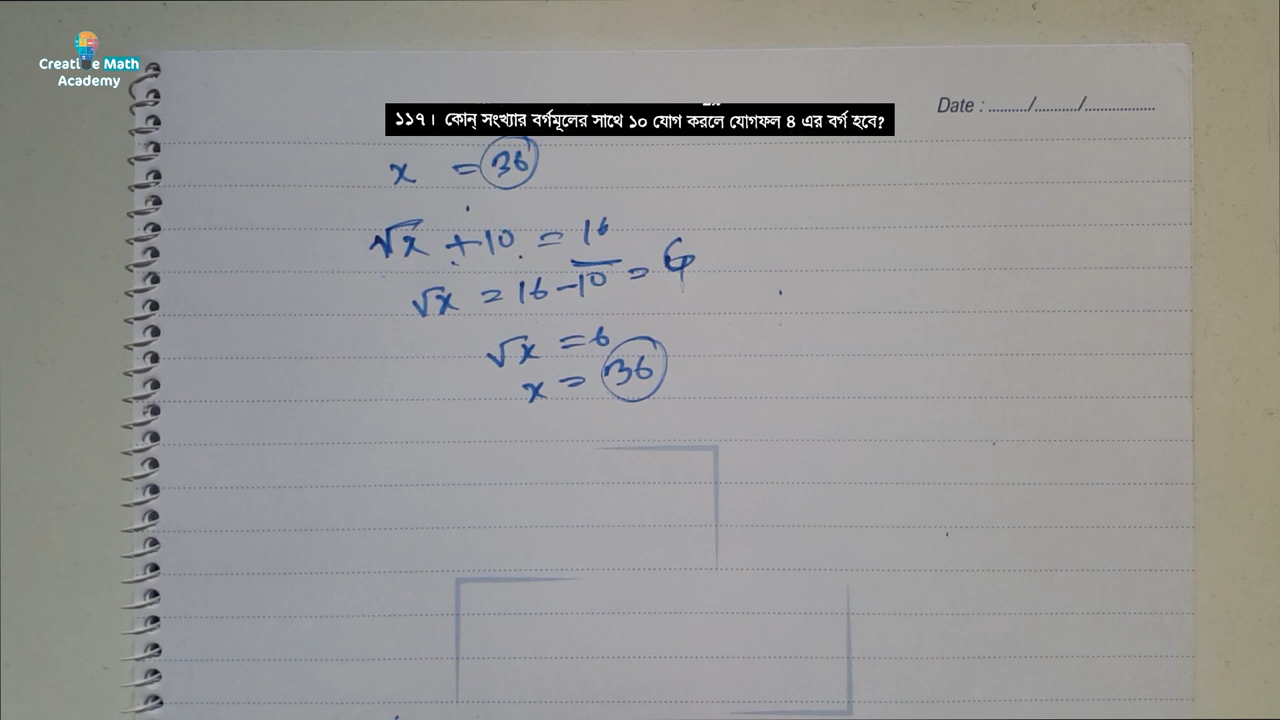 Creative Math
Academy
Date : ........../........../................
১১৭। কোন্ সংখ্যার বর্গমূলের সাথে ১০ যোগ করলে যোগফল ৪ এর বর্গ হবে?
x = 36
√x + 10 = 16
√x = 16 - 10 = 6
√x = 6
x = 36